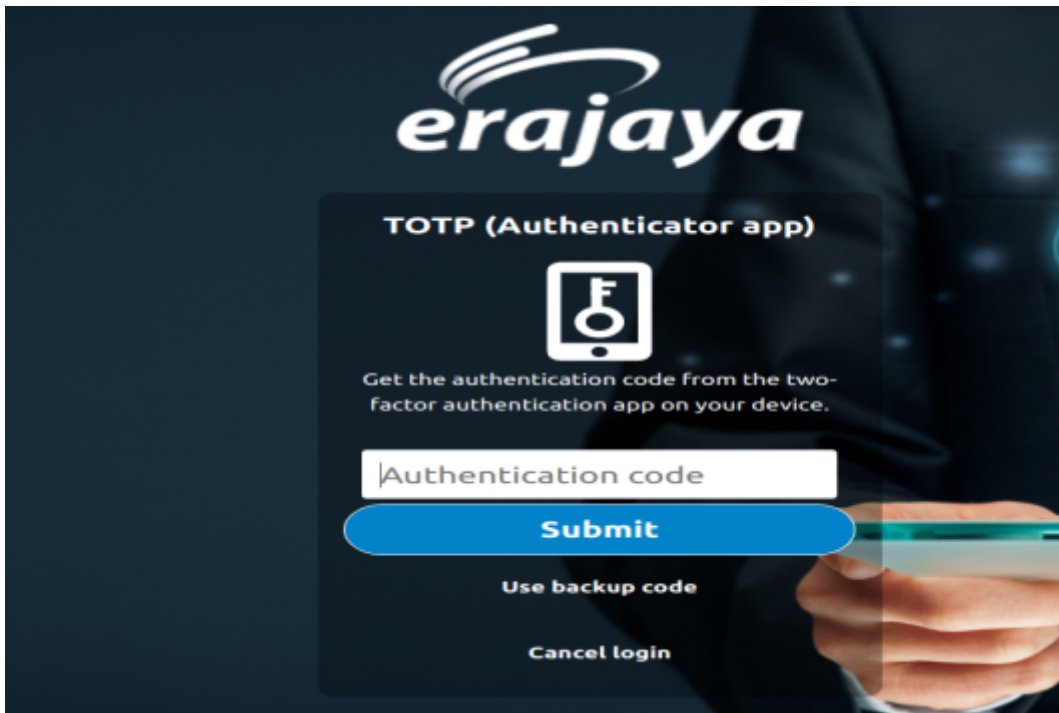 erajaya
TOTP (Authenticator app)
Get the authentication code from the two-
factor authentication app on your device.
Authentication code
Submit
Use backup code
Cancel login